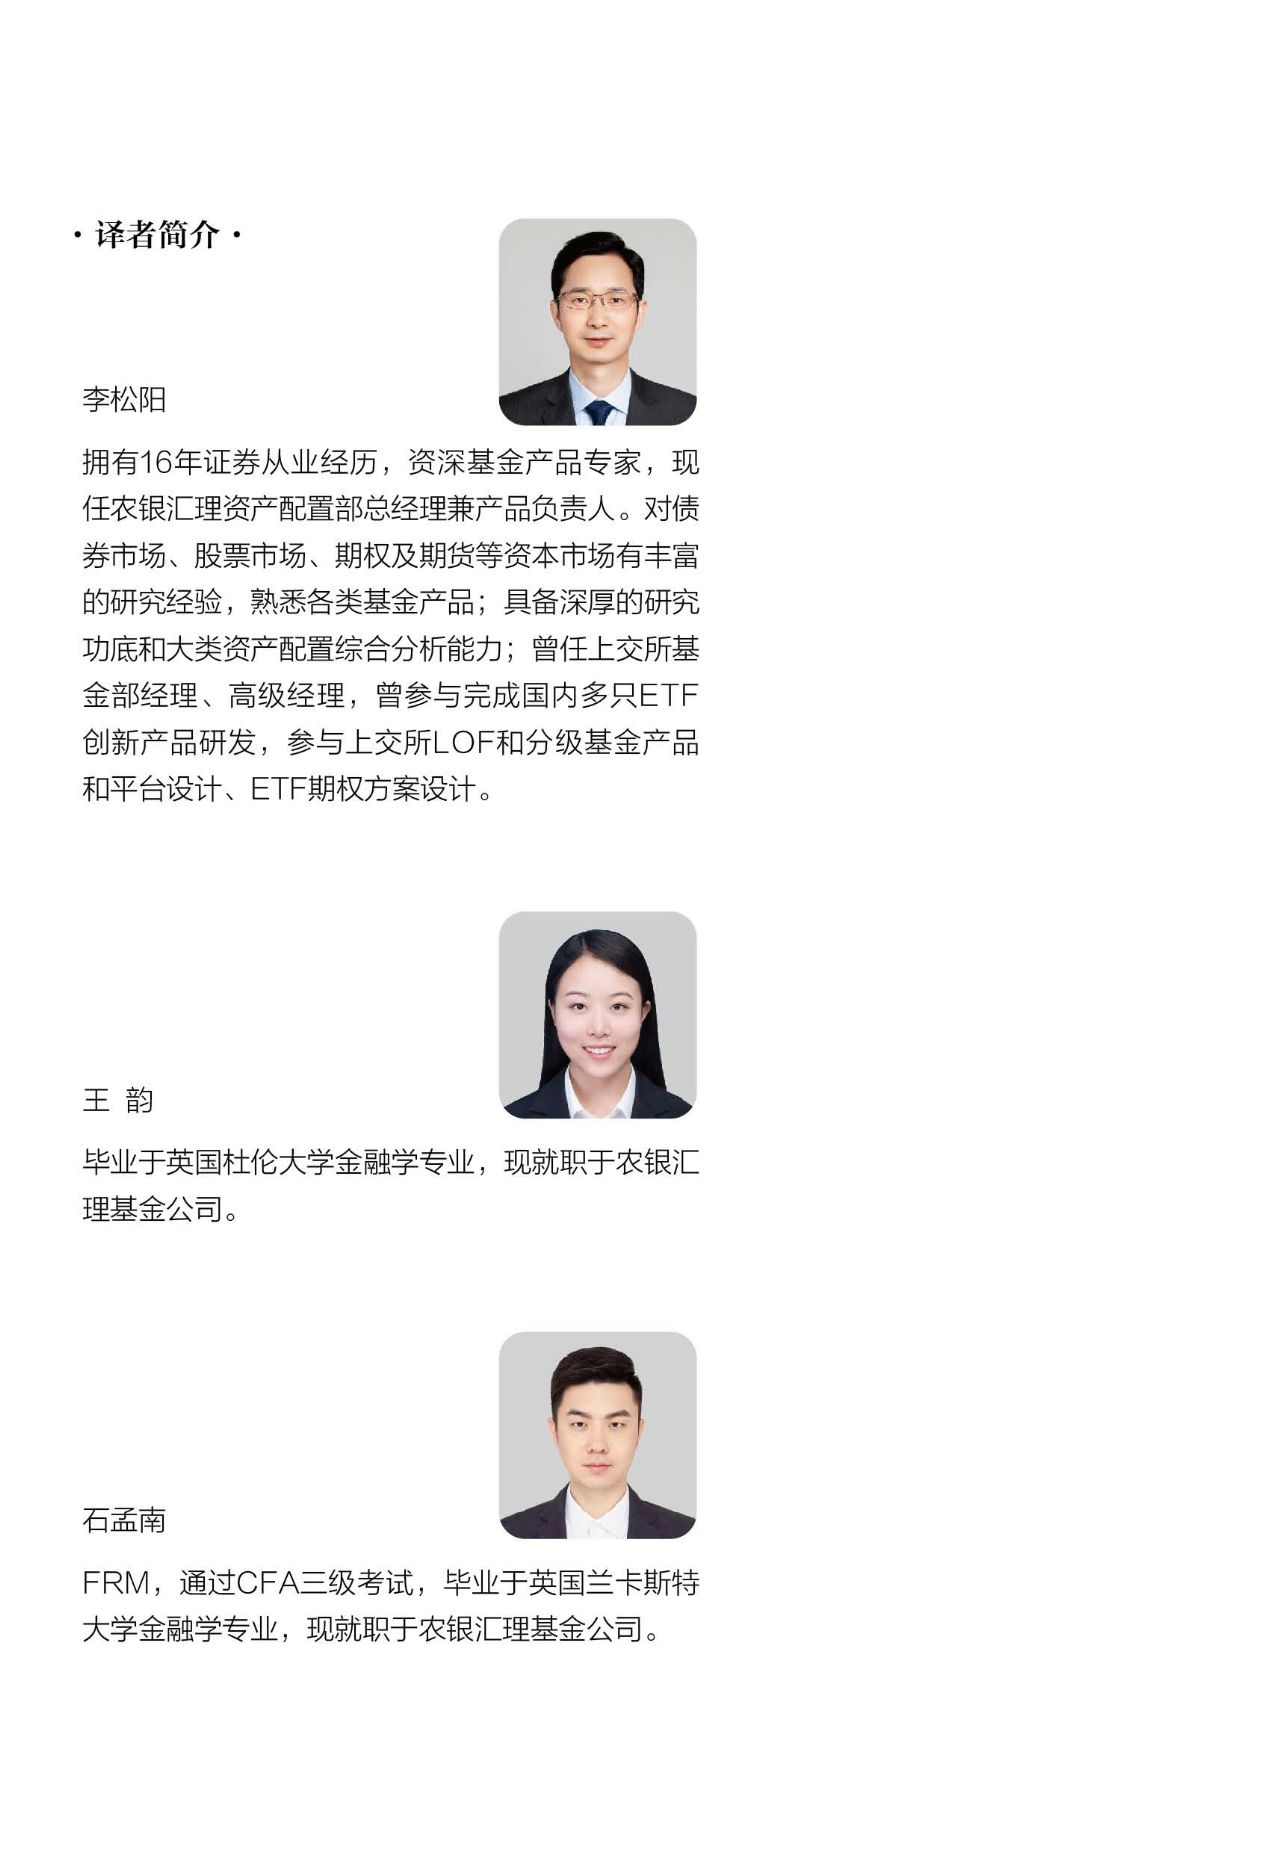 ·译者简介·
李松阳
拥有16年证券从业经历，资深基金产品专家，现
任农银汇理资产配置部总经理兼产品负责人。对债
券市场、股票市场、期权及期货等资本市场有丰富
的研究经验，熟悉各类基金产品；具备深厚的研究
功底和大类资产配置综合分析能力；曾任上交所基
金部经理、高级经理，曾参与完成国内多只ETF
创新产品研发，参与上交所LOF和分级基金产品
和平台设计、ETF期权方案设计。
王 韵
毕业于英国杜伦大学金融学专业，现就职于农银汇
理基金公司。
石孟南
FRM，通过CFA三级考试，毕业于英国兰卡斯特
大学金融学专业，现就职于农银汇理基金公司。